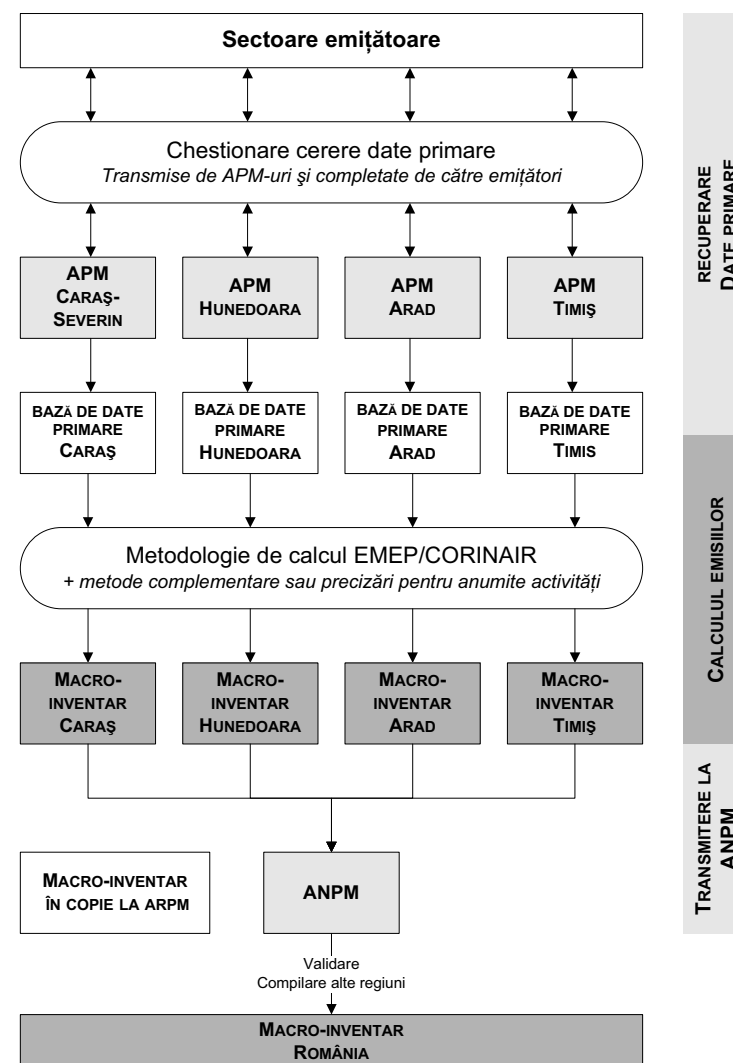 Sectoare emițătoare
Chestionare cerere date primare
Transmise de APM-uri şi completate de către emițători
APM
CARAŞ-
SEVERIN
APM
HUNEDOARA
APM
ARAD
APM
TIMIŞ
BAZĂ DE DATE
PRIMARE
CARAŞ
BAZĂ DE DATE
PRIMARE
HUNEDOARA
BAZĂ DE DATE
PRIMARE
ARAD
BAZĂ DE DATE
PRIMARE
TIMIS
Metodologie de calcul EMEP/CORINAIR
+ metode complementare sau precizări pentru anumite activități
MACRO-
INVENTAR
CARAŞ
MACRO-
INVENTAR
HUNEDOARA
MACRO-
INVENTAR
ARAD
MACRO-
INVENTAR
TIMIŞ
MACRO-INVENTAR
ÎN COPIE LA ARPM
ANPM
Validare
Compilare alte regiuni
MACRO-INVENTAR
ROMÂNIA
RECUPERARE
DATE PRIMARE
CALCULUL EMISIILOR
TRANSMITERE LA
ANPM